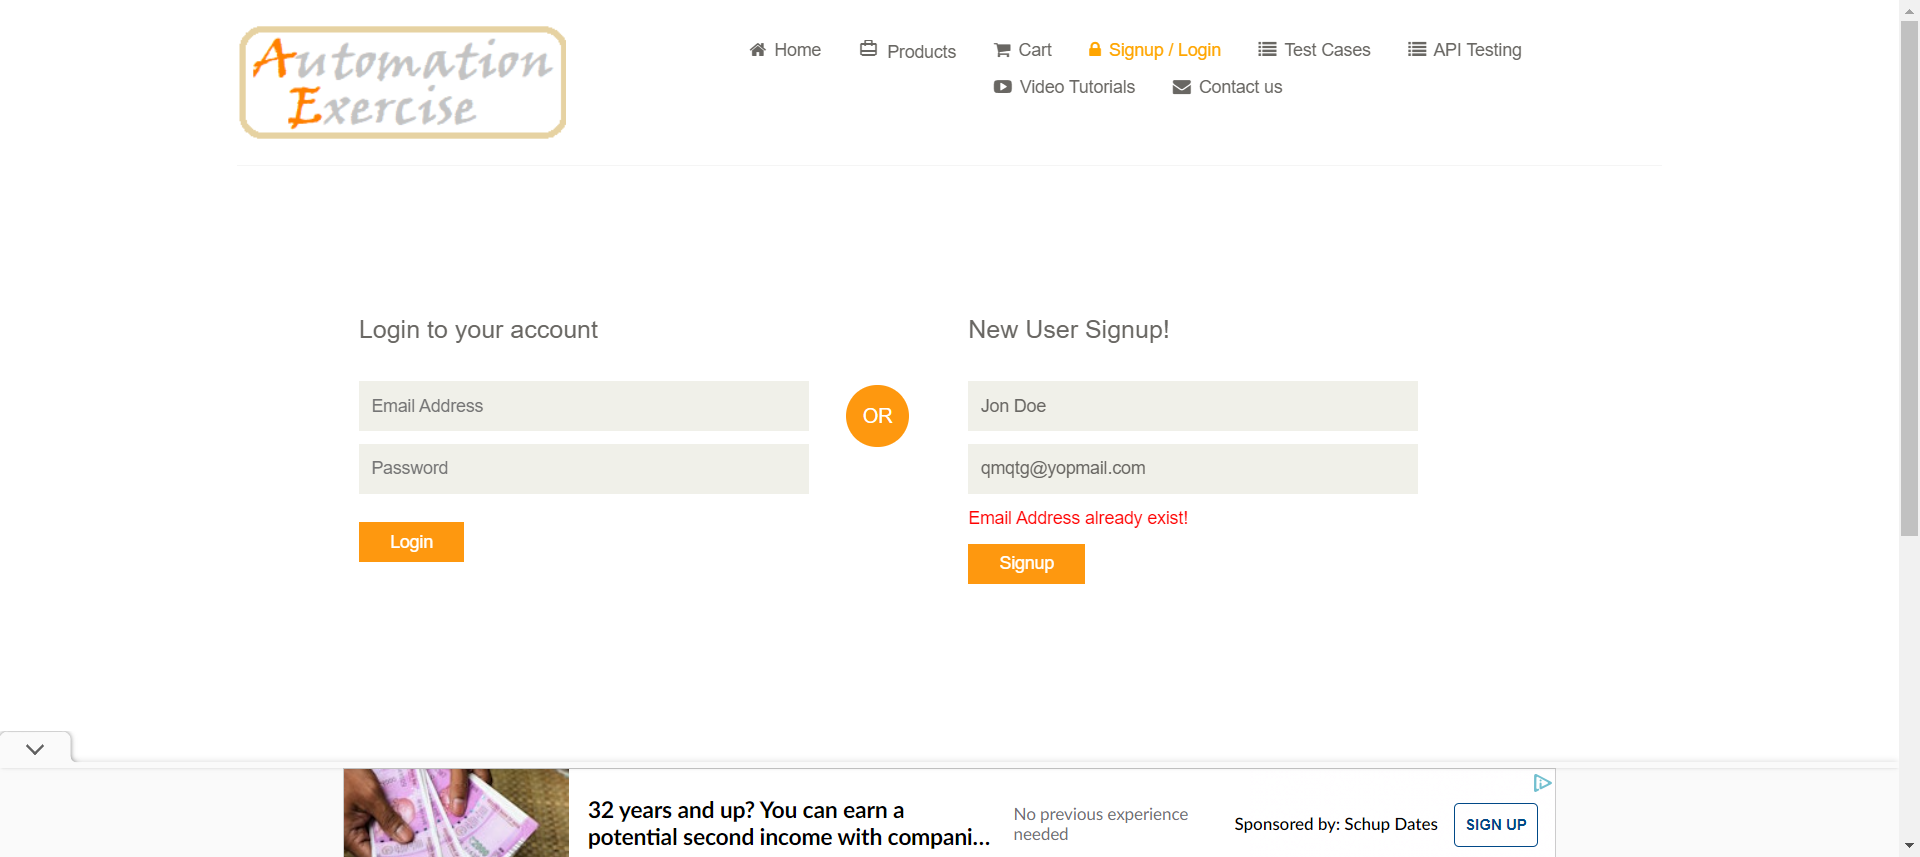 Automation
Exercise
Home
Products
Cart
Signup / Login
Test Cases
API Testing
Video Tutorials
Contact us
Login to your account
Email Address
Password
Login
OR
New User Signup!
Jon Doe
qmqtg@yopmail.com
Email Address already exist!
Signup
32 years and up? You can earn a
potential second income with compani...
No previous experience
needed
Sponsored by: Schup Dates
SIGN UP